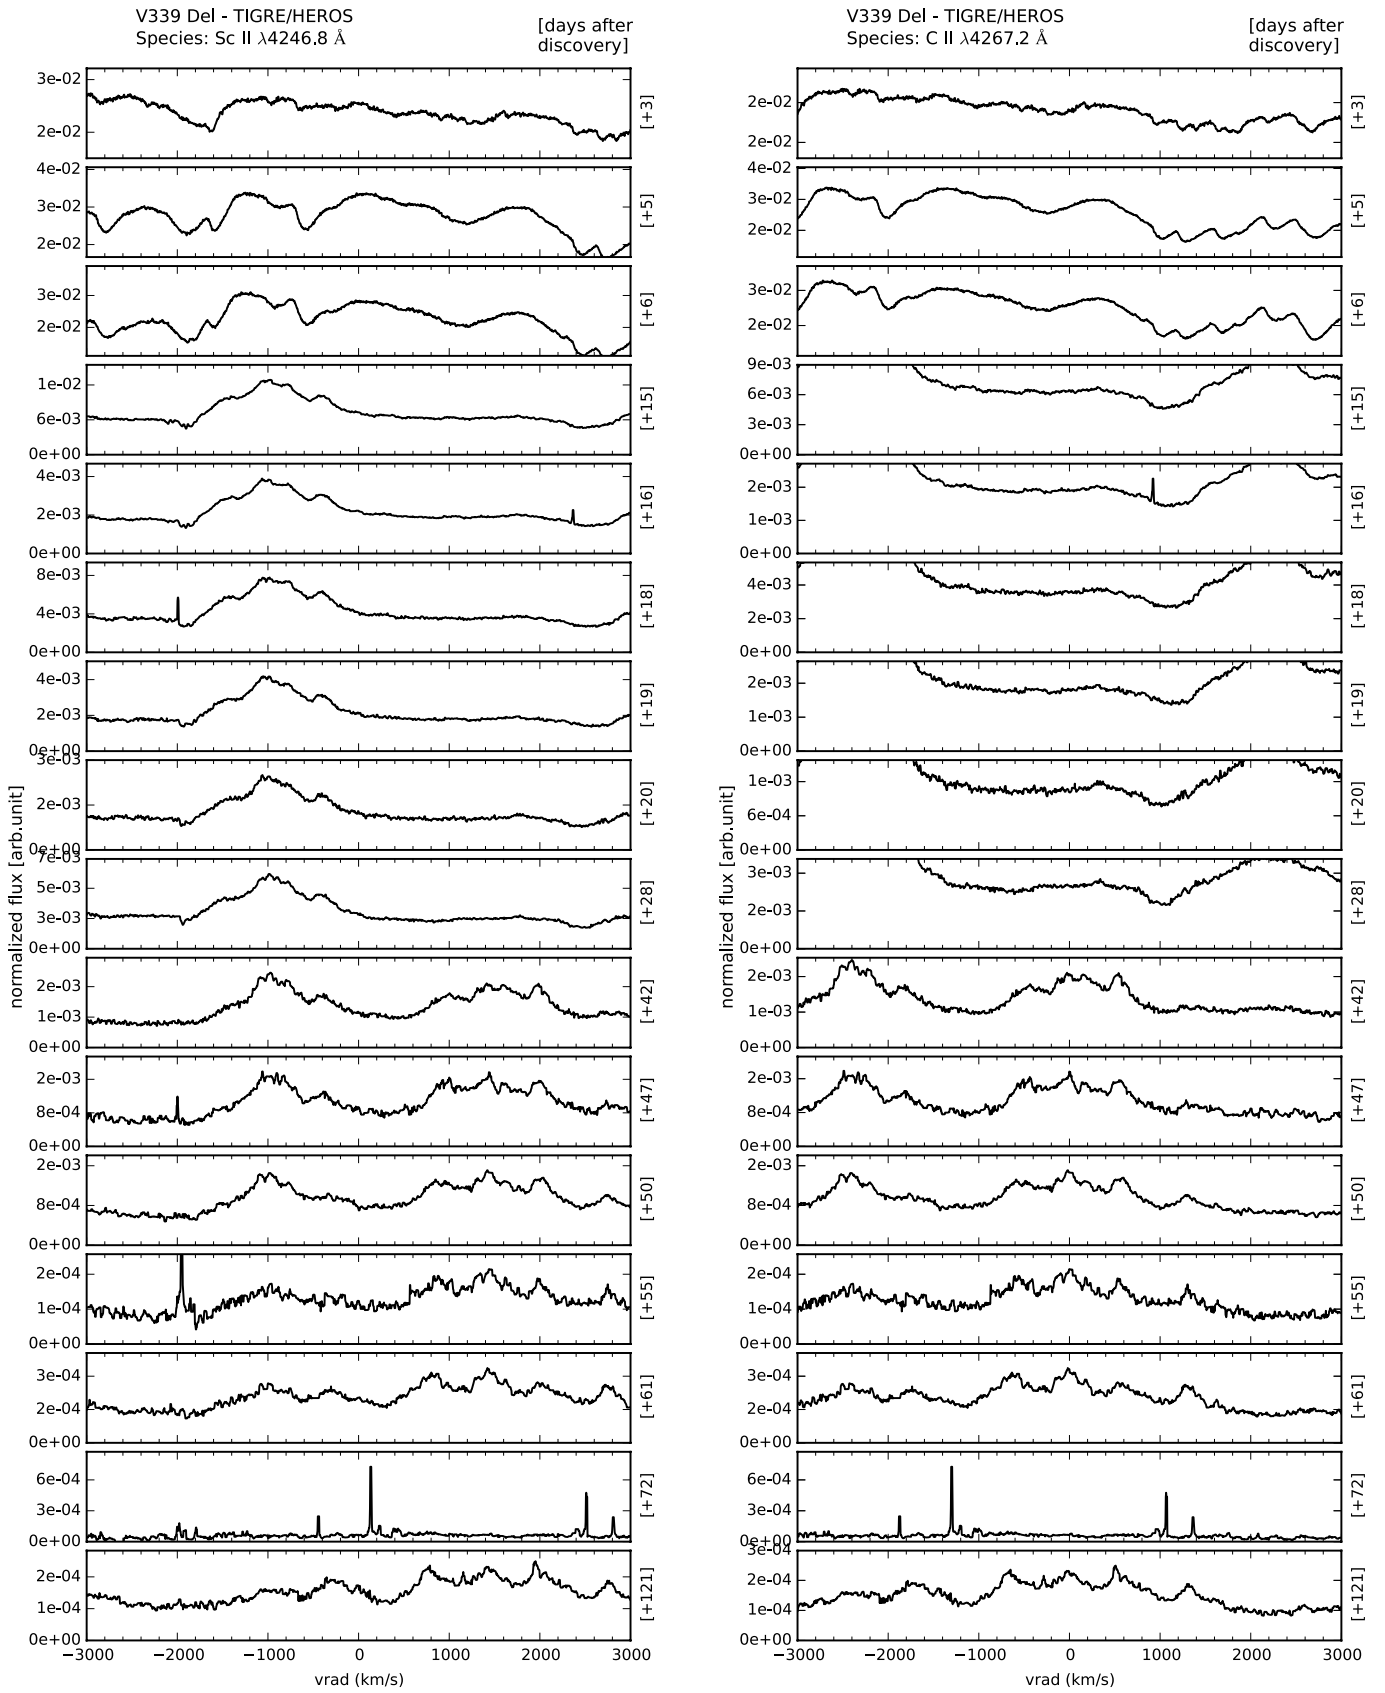 V339 Del - TIGRE/HEROS
Species: Sc II λ4246.8 Å
[days after
discovery]
3e-02
2e-02
[+3]
4e-02
3e-02
2e-02
[+5]
3e-02
2e-02
[+6]
1e-02
6e-03
0e+00
[+15]
4e-03
2e-03
0e+00
[+16]
8e-03
4e-03
0e+00
[+18]
4e-03
2e-03
0e+00
[+19]
3e-03
2e-03
0e+00
[+20]
7e-03
5e-03
3e-03
0e+00
[+28]
2e-03
1e-03
0e+00
[+42]
2e-03
8e-04
0e+00
[+47]
2e-03
8e-04
0e+00
[+50]
2e-04
1e-04
0e+00
[+55]
3e-04
2e-04
0e+00
[+61]
6e-04
3e-04
0e+00
[+72]
2e-04
1e-04
0e+00
[+121]
normalized flux [arb.unit]
−3000 −2000 −1000 0 1000 2000 3000
vrad (km/s)
V339 Del - TIGRE/HEROS
Species: C II λ4267.2 Å
[days after
discovery]
2e-02
2e-02
[+3]
4e-02
3e-02
2e-02
[+5]
3e-02
2e-02
[+6]
9e-03
6e-03
3e-03
[+15]
2e-03
1e-03
0e+00
[+16]
4e-03
2e-03
0e+00
[+18]
2e-03
1e-03
0e+00
[+19]
1e-03
6e-04
0e+00
[+20]
3e-03
2e-03
0e+00
[+28]
2e-03
1e-03
0e+00
[+42]
2e-03
8e-04
0e+00
[+47]
2e-03
8e-04
0e+00
[+50]
2e-04
1e-04
0e+00
[+55]
3e-04
2e-04
0e+00
[+61]
6e-04
3e-04
0e+00
[+72]
3e-04
2e-04
1e-04
0e+00
[+121]
normalized flux [arb.unit]
−3000 −2000 −1000 0 1000 2000 3000
vrad (km/s)